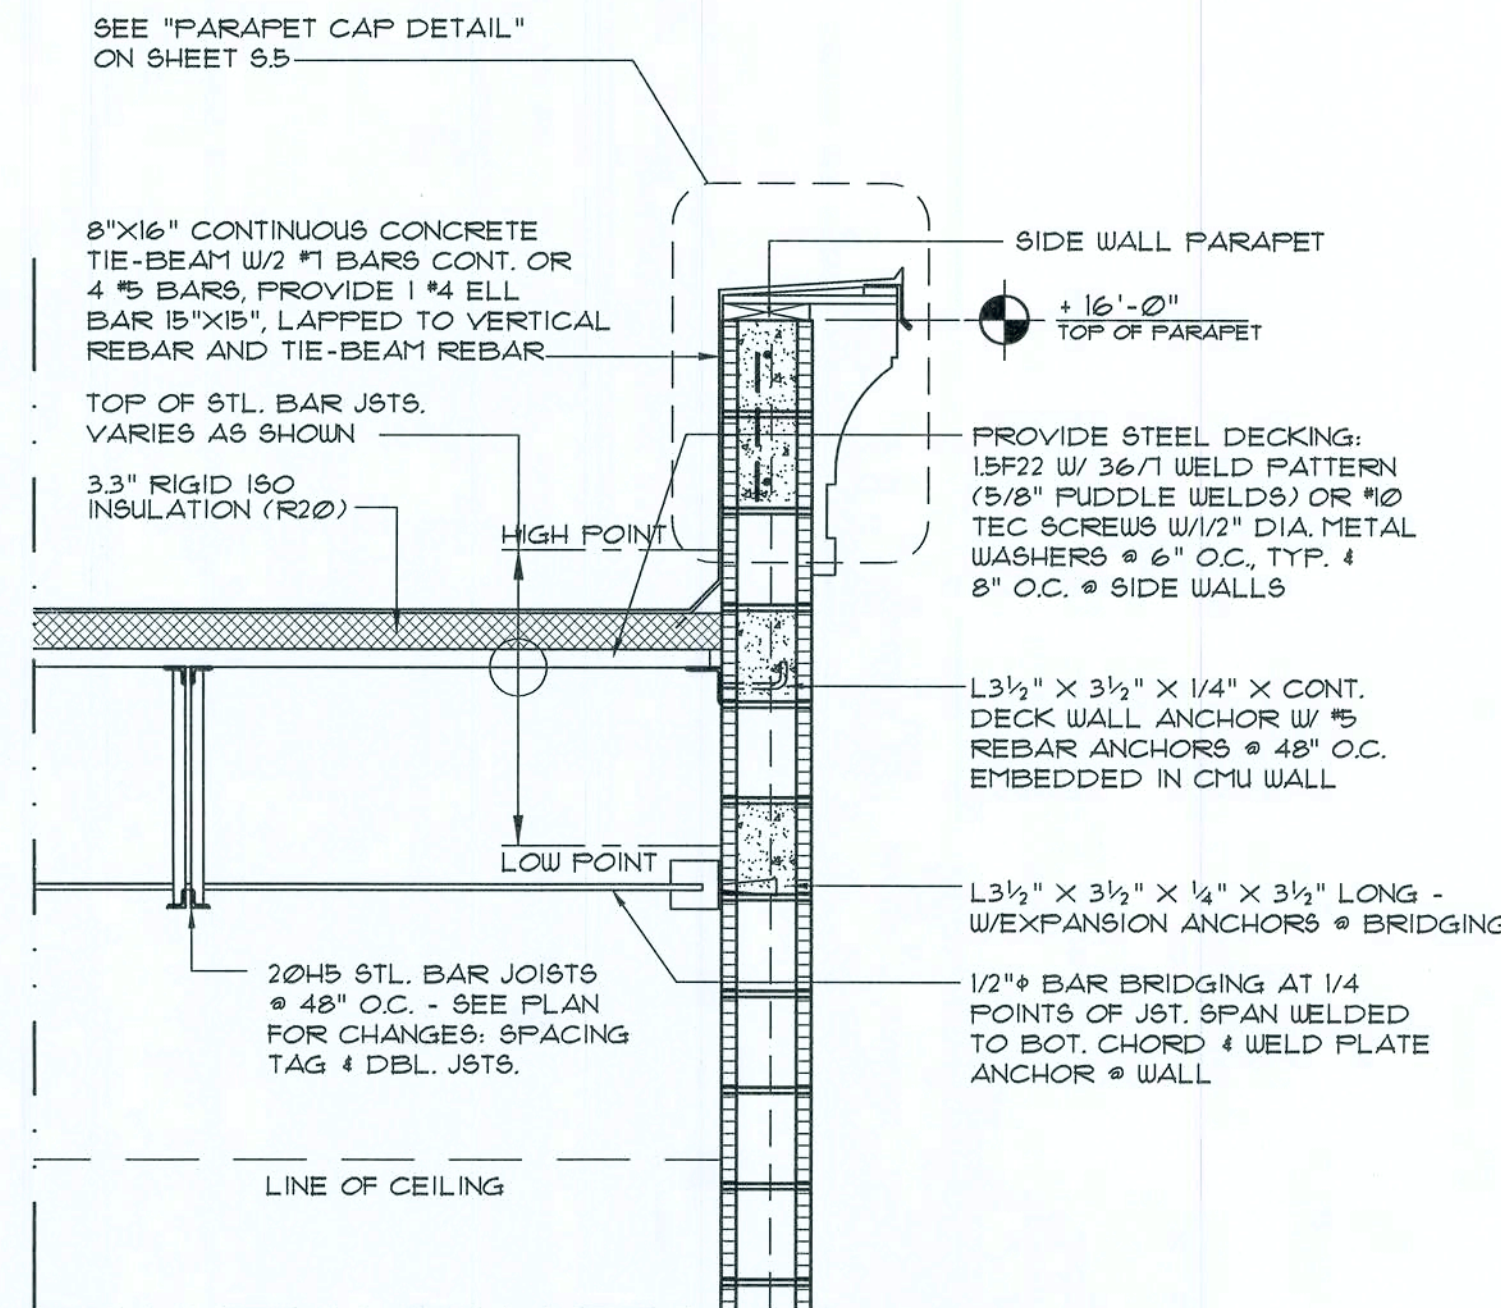 SEE "PARAPET CAP DETAIL"
ON SHEET S.5
8"X16" CONTINUOUS CONCRETE
TIE-BEAM W/2 #7 BARS CONT. OR
4 #5 BARS, PROVIDE 1 #4 ELL
BAR 15"X15", LAPPED TO VERTICAL
REBAR AND TIE-BEAM REBAR
TOP OF STL. BAR JSTS.
VARIES AS SHOWN
3.3" RIGID ISO
INSULATION (R20)
HIGH POINT
LOW POINT
20H5 STL. BAR JOISTS
@ 48" O.C. - SEE PLAN
FOR CHANGES: SPACING
TAG & DBL. JSTS.
LINE OF CEILING
SIDE WALL PARAPET
+ 16'-0"
TOP OF PARAPET
PROVIDE STEEL DECKING:
1.5F22 W/ 36/7 WELD PATTERN
(5/8" PUDDLE WELDS) OR #10
TEC SCREWS W/1/2" DIA. METAL
WASHERS @ 6" O.C., TYP. &
8" O.C. @ SIDE WALLS
L3½" X 3½" X 1/4" X CONT.
DECK WALL ANCHOR W/ #5
REBAR ANCHORS @ 48" O.C.
EMBEDDED IN CMU WALL
L3½" X 3½" X ¼" X 3½" LONG -
W/EXPANSION ANCHORS @ BRIDGING
1/2"ϕ BAR BRIDGING AT 1/4
POINTS OF JST. SPAN WELDED
TO BOT. CHORD & WELD PLATE
ANCHOR @ WALL